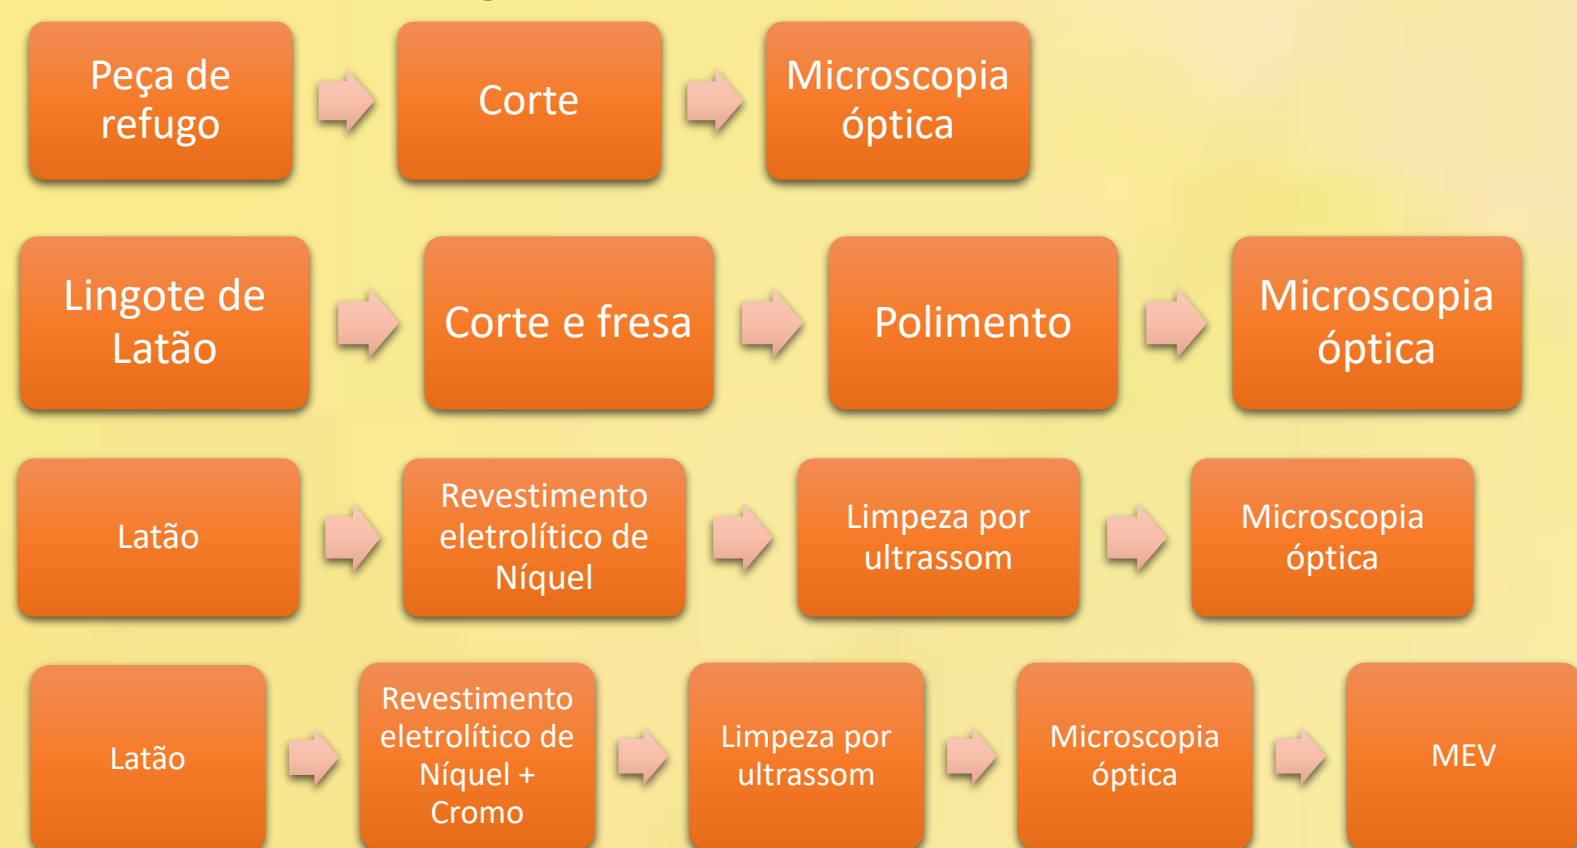 Peça de
refugo
Corte
Microscopia
óptica
Lingote de
Latão
Corte e fresa
Polimento
Microscopia
óptica
Latão
Revestimento
eletrolítico de
Níquel
Limpeza por
ultrassom
Microscopia
óptica
Latão
Revestimento
eletrolítico de
Níquel +
Cromo
Limpeza por
ultrassom
Microscopia
óptica
MEV